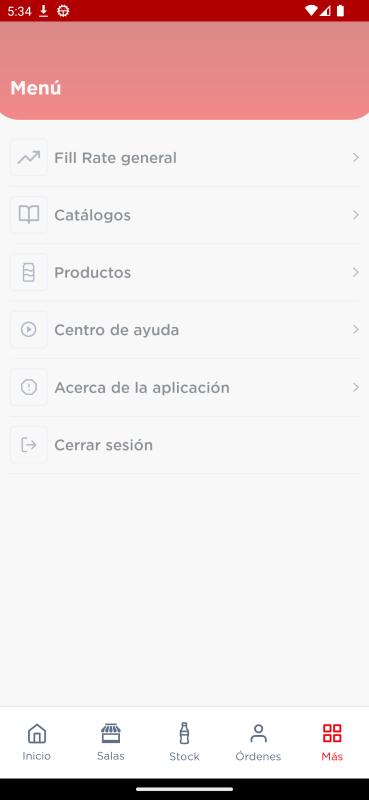 5:34
Menú
Fill Rate general
Catálogos
Productos
Centro de ayuda
Acerca de la aplicación
Cerrar sesión
Inicio
Salas
Stock
Órdenes
Más